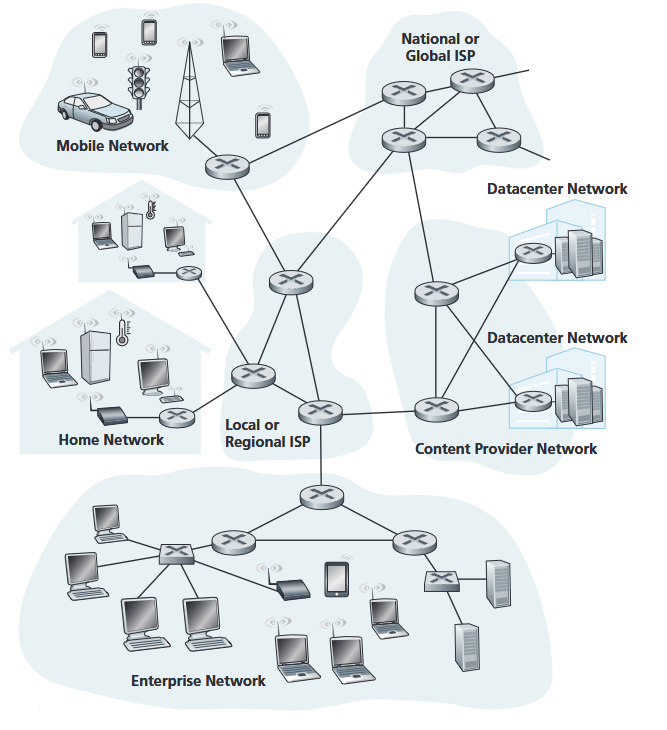 National or
Global ISP
Mobile Network
Datacenter Network
Datacenter Network
Home Network
Local or
Regional ISP
Content Provider Network
Enterprise Network